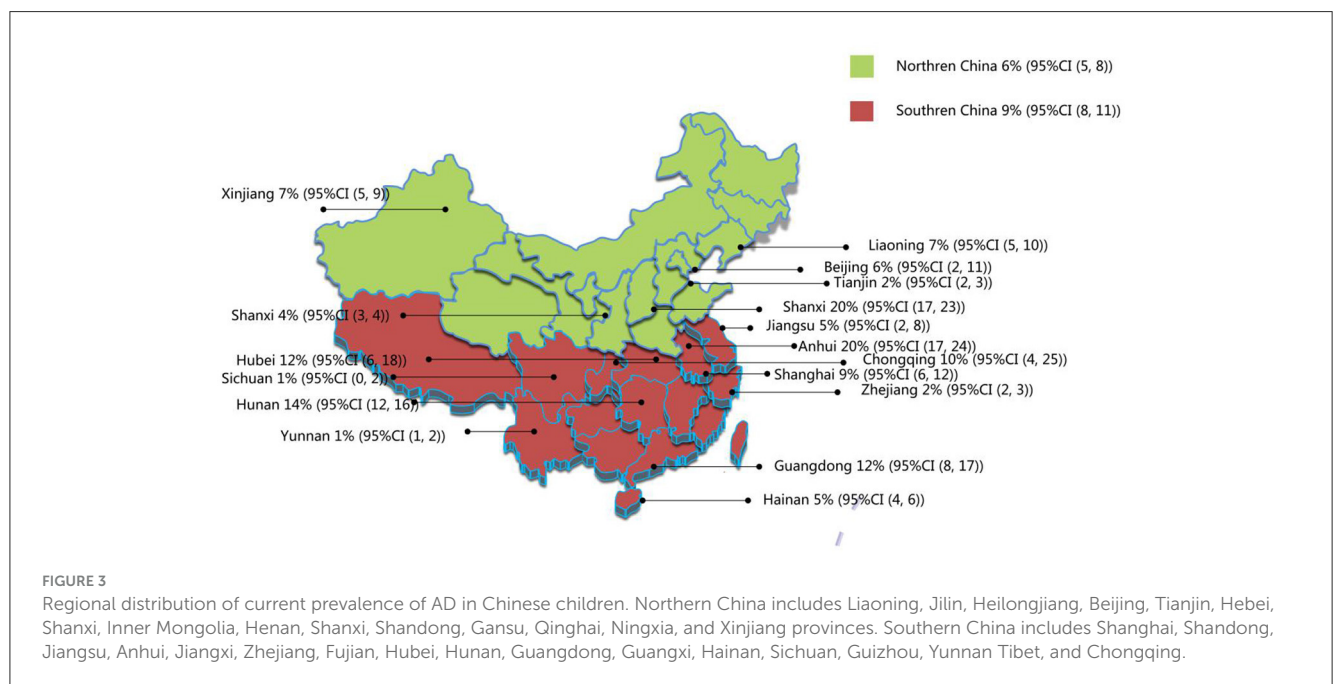 Northren China 6% (95%CI (5, 8))
Southren China 9% (95%CI (8, 11))
Xinjiang 7% (95%CI (5, 9))
Liaoning 7% (95%CI (5, 10))
Beijing 6% (95%CI (2, 11))
Tianjin 2% (95%CI (2, 3))
Shanxi 20% (95%CI (17, 23))
Shanxi 4% (95%CI (3, 4))
Jiangsu 5% (95%CI (2, 8))
Anhui 20% (95%CI (17, 24))
Hubei 12% (95%CI (6, 18))
Chongqing 10% (95%CI (4, 25))
Sichuan 1% (95%CI (0, 2))
Shanghai 9% (95%CI (6, 12))
Zhejiang 2% (95%CI (2, 3))
Hunan 14% (95%CI (12, 16))
Yunnan 1% (95%CI (1, 2))
Guangdong 12% (95%CI (8, 17))
Hainan 5% (95%CI (4, 6))
FIGURE 3
Regional distribution of current prevalence of AD in Chinese children. Northern China includes Liaoning, Jilin, Heilongjiang, Beijing, Tianjin, Hebei,
Shanxi, Inner Mongolia, Henan, Shanxi, Shandong, Gansu, Qinghai, Ningxia, and Xinjiang provinces. Southern China includes Shanghai, Shandong,
Jiangsu, Anhui, Jiangxi, Zhejiang, Fujian, Hubei, Hunan, Guangdong, Guangxi, Hainan, Sichuan, Guizhou, Yunnan Tibet, and Chongqing.